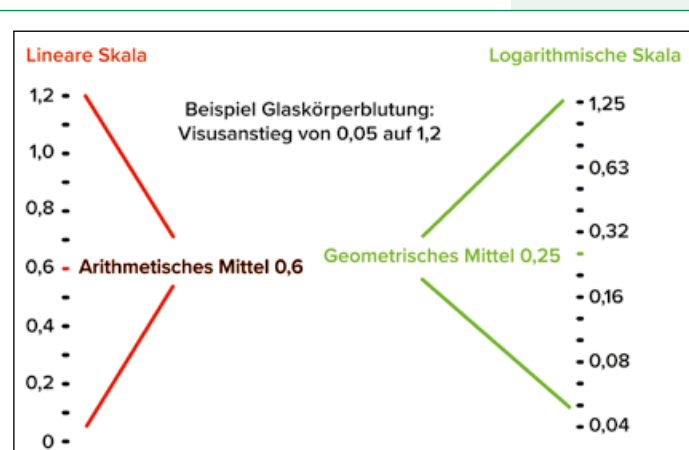 Lineare Skala
Logarithmische Skala
Beispiel Glaskörperblutung:
Visusanstieg von 0,05 auf 1,2
1,2
1,0
0,8
0,6
0,4
0,2
0
Arithmetisches Mittel 0,6
Geometrisches Mittel 0,25
1,25
0,63
0,32
0,16
0,08
0,04